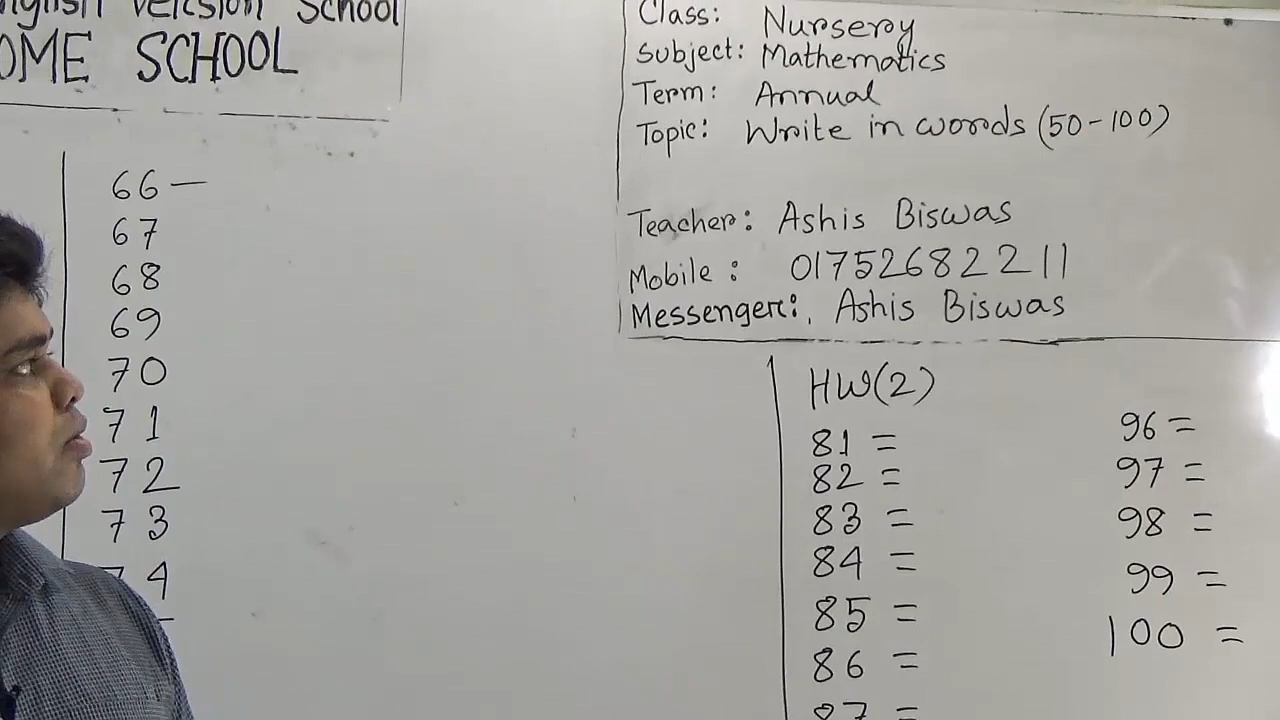 English Version School
OME SCHOOL
Class: Nursery
Subject: Mathematics
Term: Annual
Topic: Write in words (50-100)
Teacher: Ashis Biswas
Mobile: 01752682211
Messenger: Ashis Biswas
66 —
67
68
69
70
71
72
73
74
HW(2)
81 =
82 =
83 =
84 =
85 =
86 =
87 =
96 =
97 =
98 =
99 =
100 =